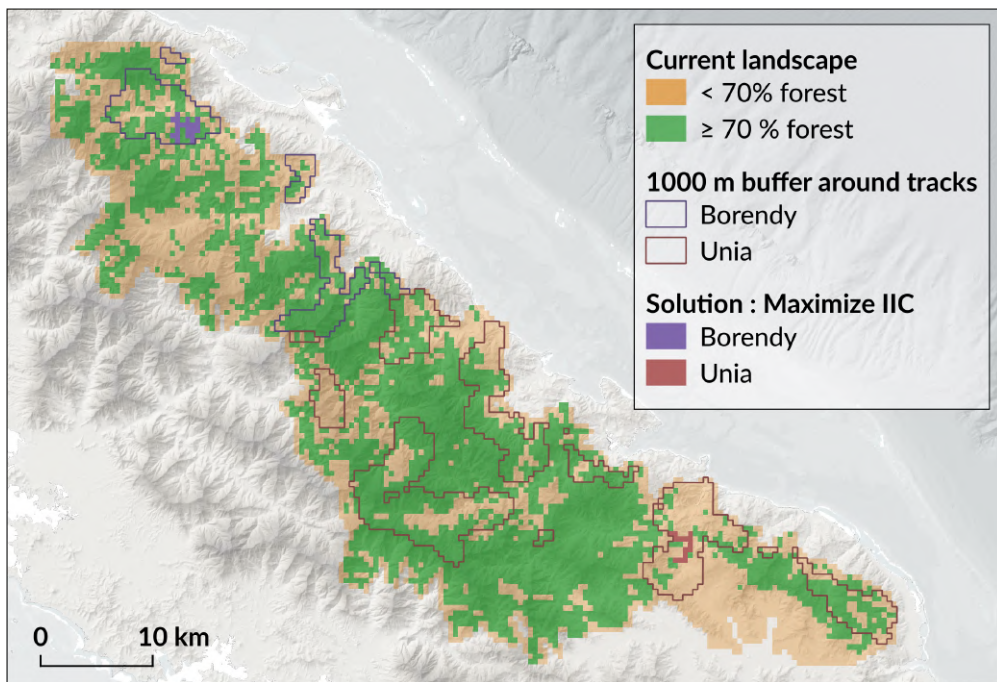 Current landscape
< 70% forest
≥ 70 % forest
1000 m buffer around tracks
Borendy
Unia
Solution : Maximize IIC
Borendy
Unia
0 10 km